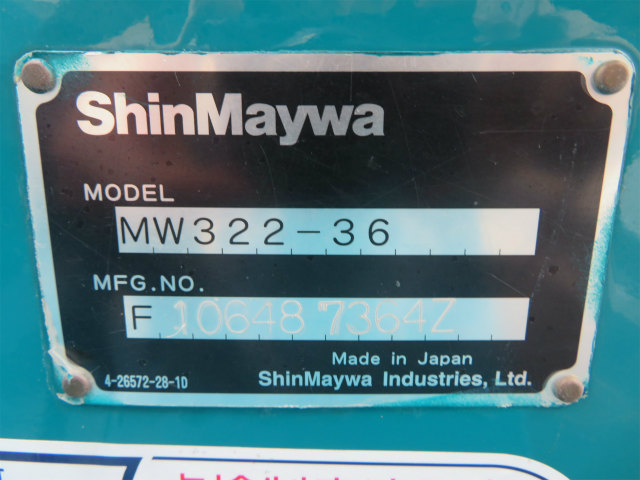 ShinMaywa
MODEL
MW322-36
MFG.NO.
F 10648 7364Z
Made in Japan
4-26572-28-1D
ShinMaywa Industries, Ltd.